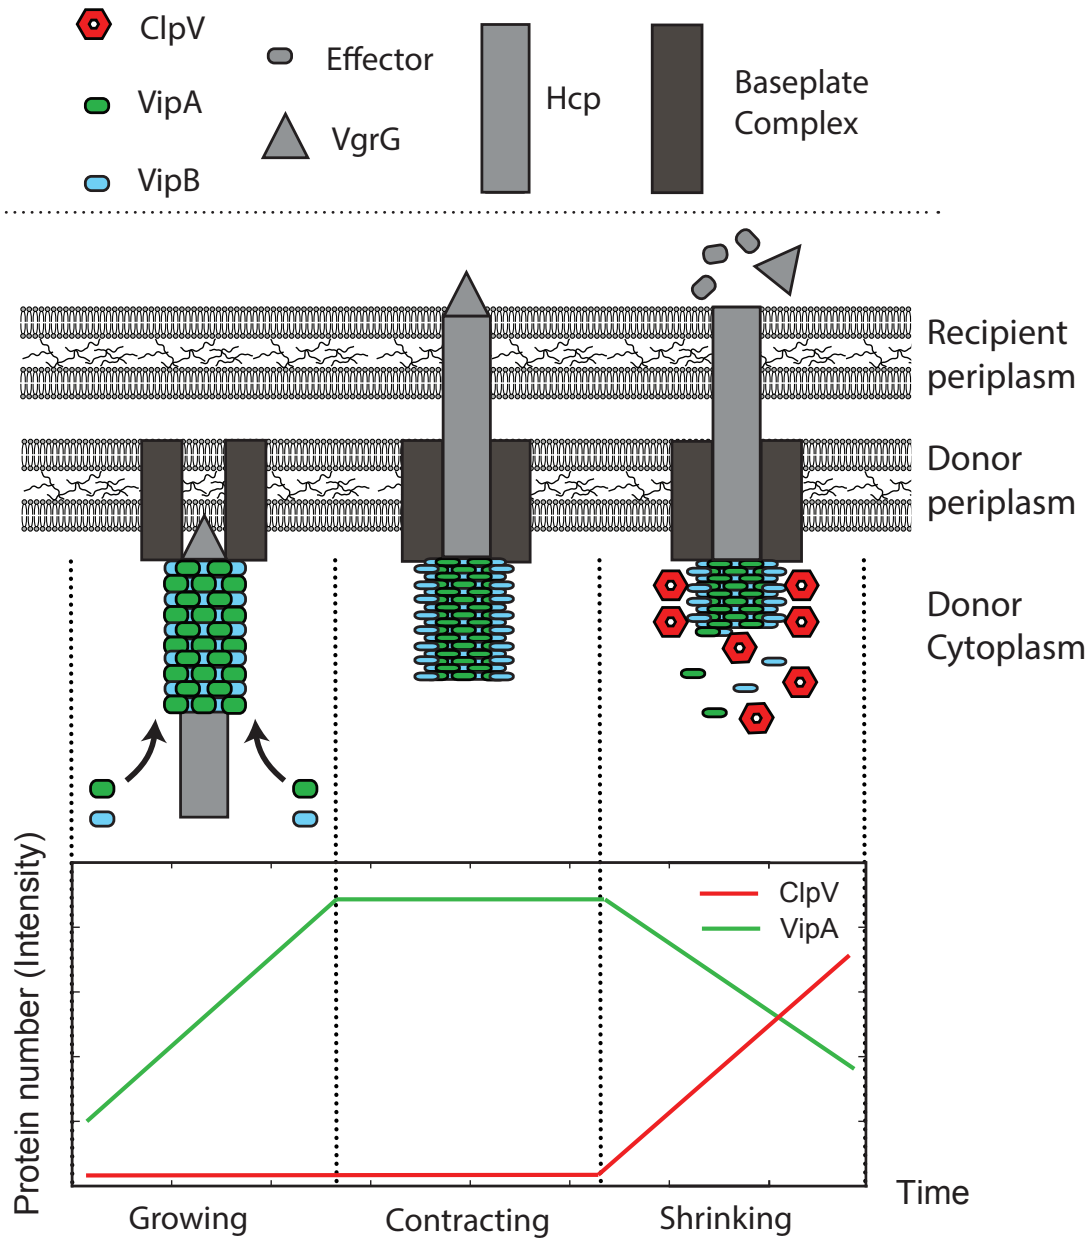 ClpV
VipA
VipB
Effector
VgrG
Hcp
Baseplate
Complex
Recipient
periplasm
Donor
periplasm
Donor
Cytoplasm
Protein number (Intensity)
ClpV
VipA
Time
Growing
Contracting
Shrinking